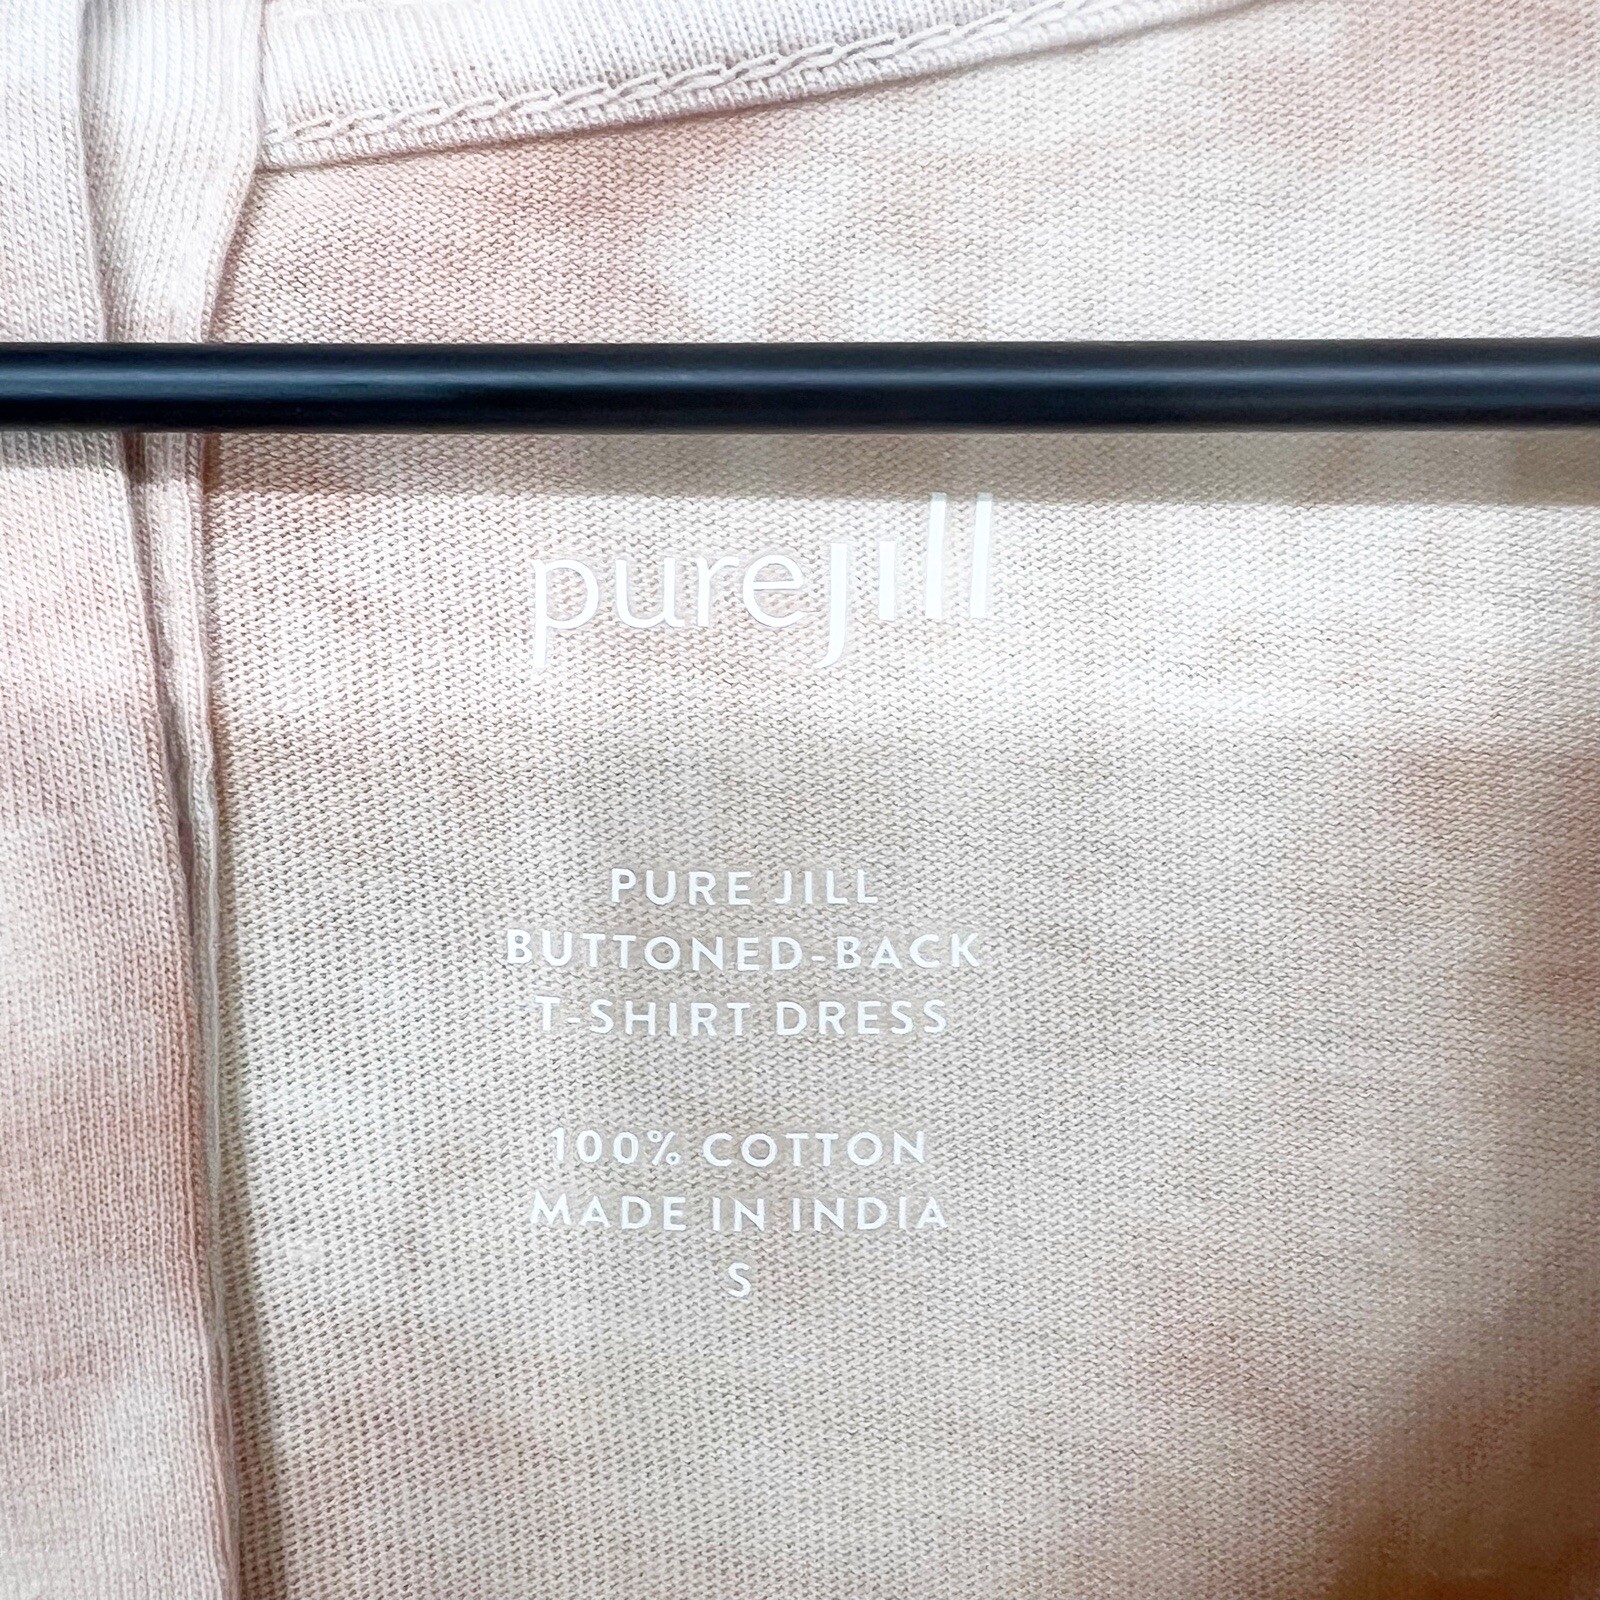 purejill
PURE JILL
BUTTONED-BACK
T-SHIRT DRESS
100% COTTON
MADE IN INDIA
S